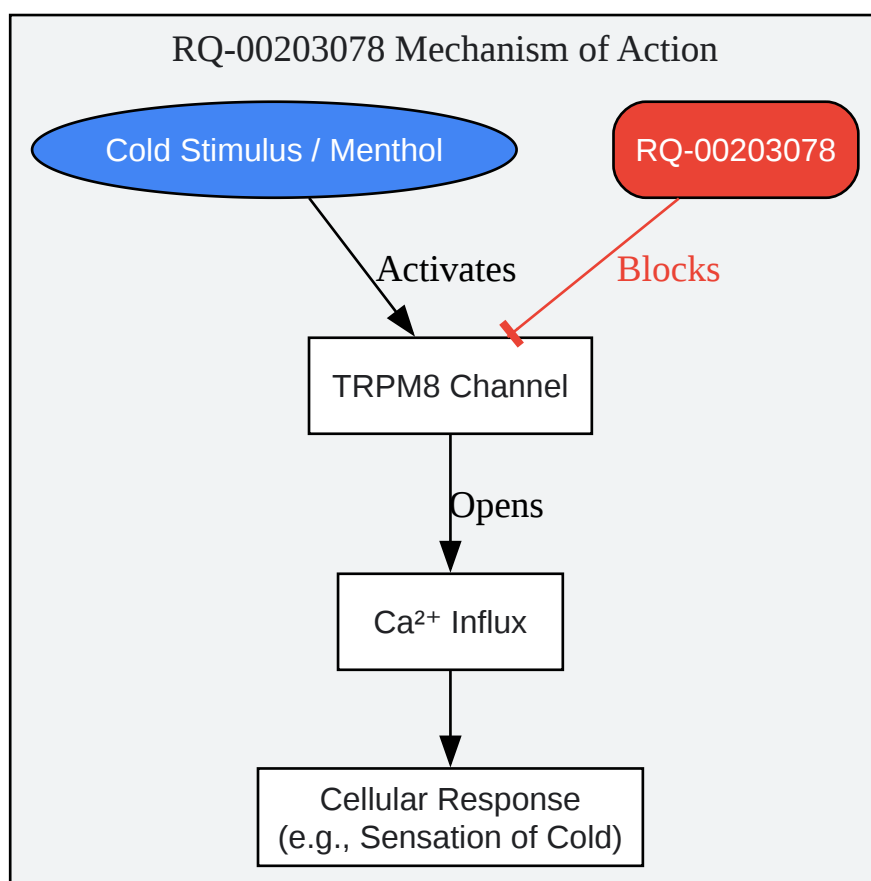 RQ-00203078 Mechanism of Action
Cold Stimulus / Menthol
RQ-00203078
Activates
Blocks
TRPM8 Channel
Opens
Ca²⁺ Influx
Cellular Response
(e.g., Sensation of Cold)